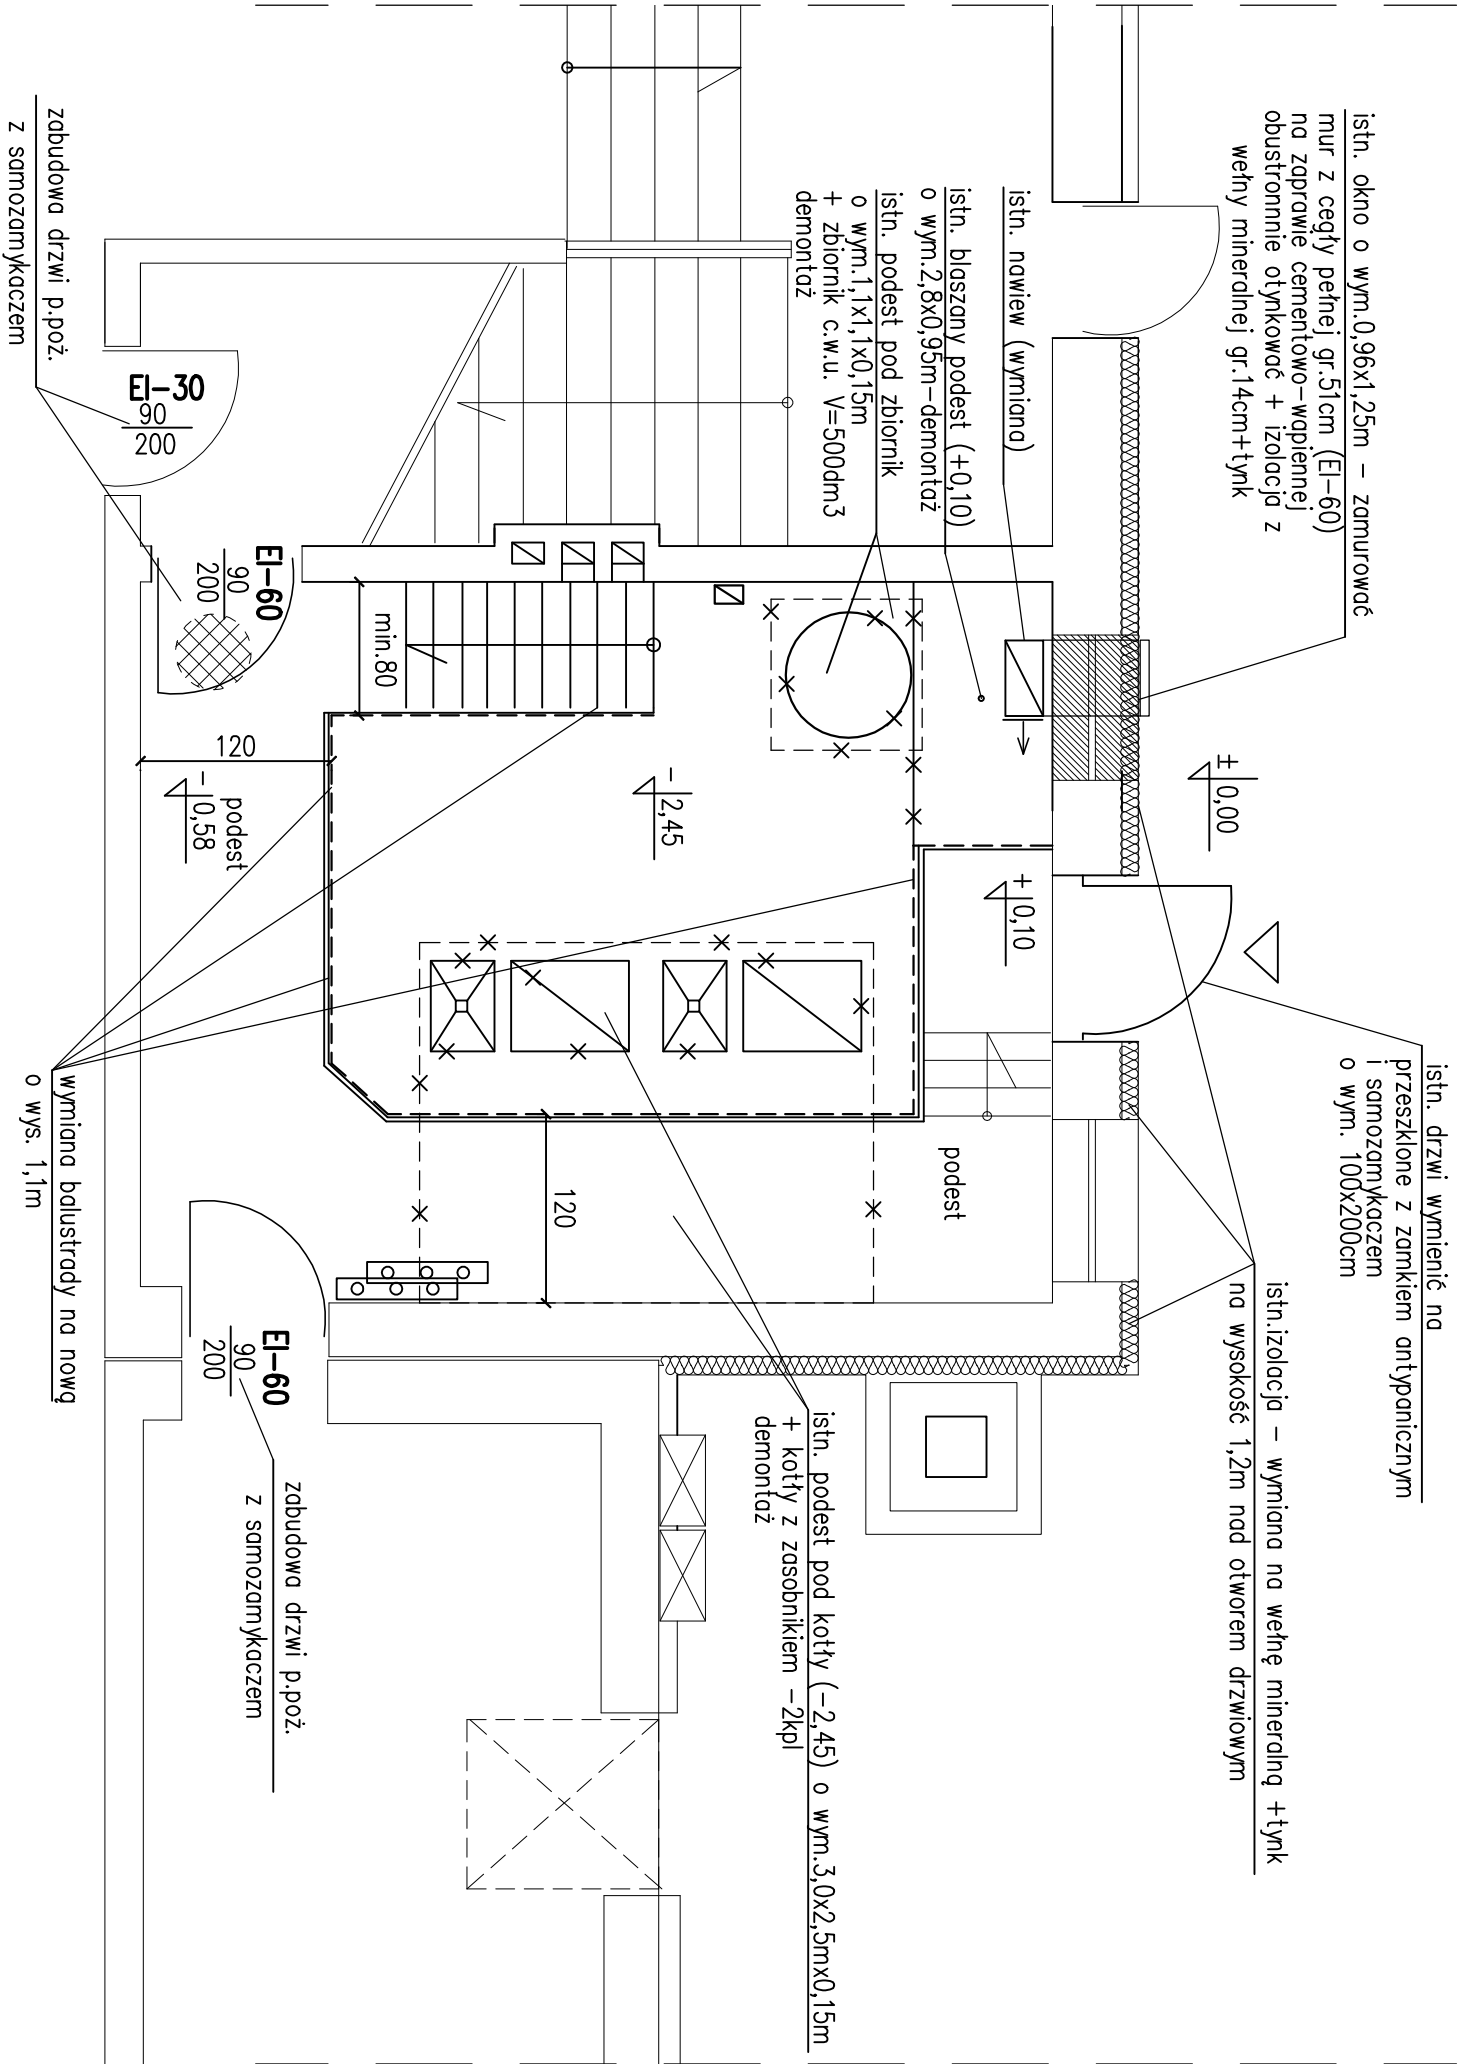 istn. okno o wym.0,96x1,25m – zamurować
mur z cegły pełnej gr.51cm (EI–60)
na zaprawie cementowo–wapiennej
obustronnnie otynkować + izolacja z
wełny mineralnej gr.14cm+tynk
istn. drzwi wymienić na
przeszklone z zamkiem antypanicznym
i samozamykaczem
o wym. 100x200cm
istn.izolacja – wymiana na wełnę mineralną +tynk
na wysokość 1,2m nad otworem drzwiowym
± 0,00
istn. nawiew (wymiana)
istn. blaszany podest (+0,10)
o wym.2,8x0,95m–demontaż
istn. podest pod zbiornik
o wym.1,1x1,1x0,15m
+ zbiornik c.w.u. V=500dm3
demontaż
+ 0,10
podest
– 2,45
120
istn. podest pod kotły (–2,45) o wym.3,0x2,5mx0,15m
+ kotły z zasobnikiem –2kpl
demontaż
min.80
EI–60
90
200
120
podest
– 0,58
EI–60
90
200
zabudowa drzwi p.poż.
z samozamykaczem
EI–30
90
200
zabudowa drzwi p.poż.
z samozamykaczem
wymiana balustrady na nową
o wys. 1,1m